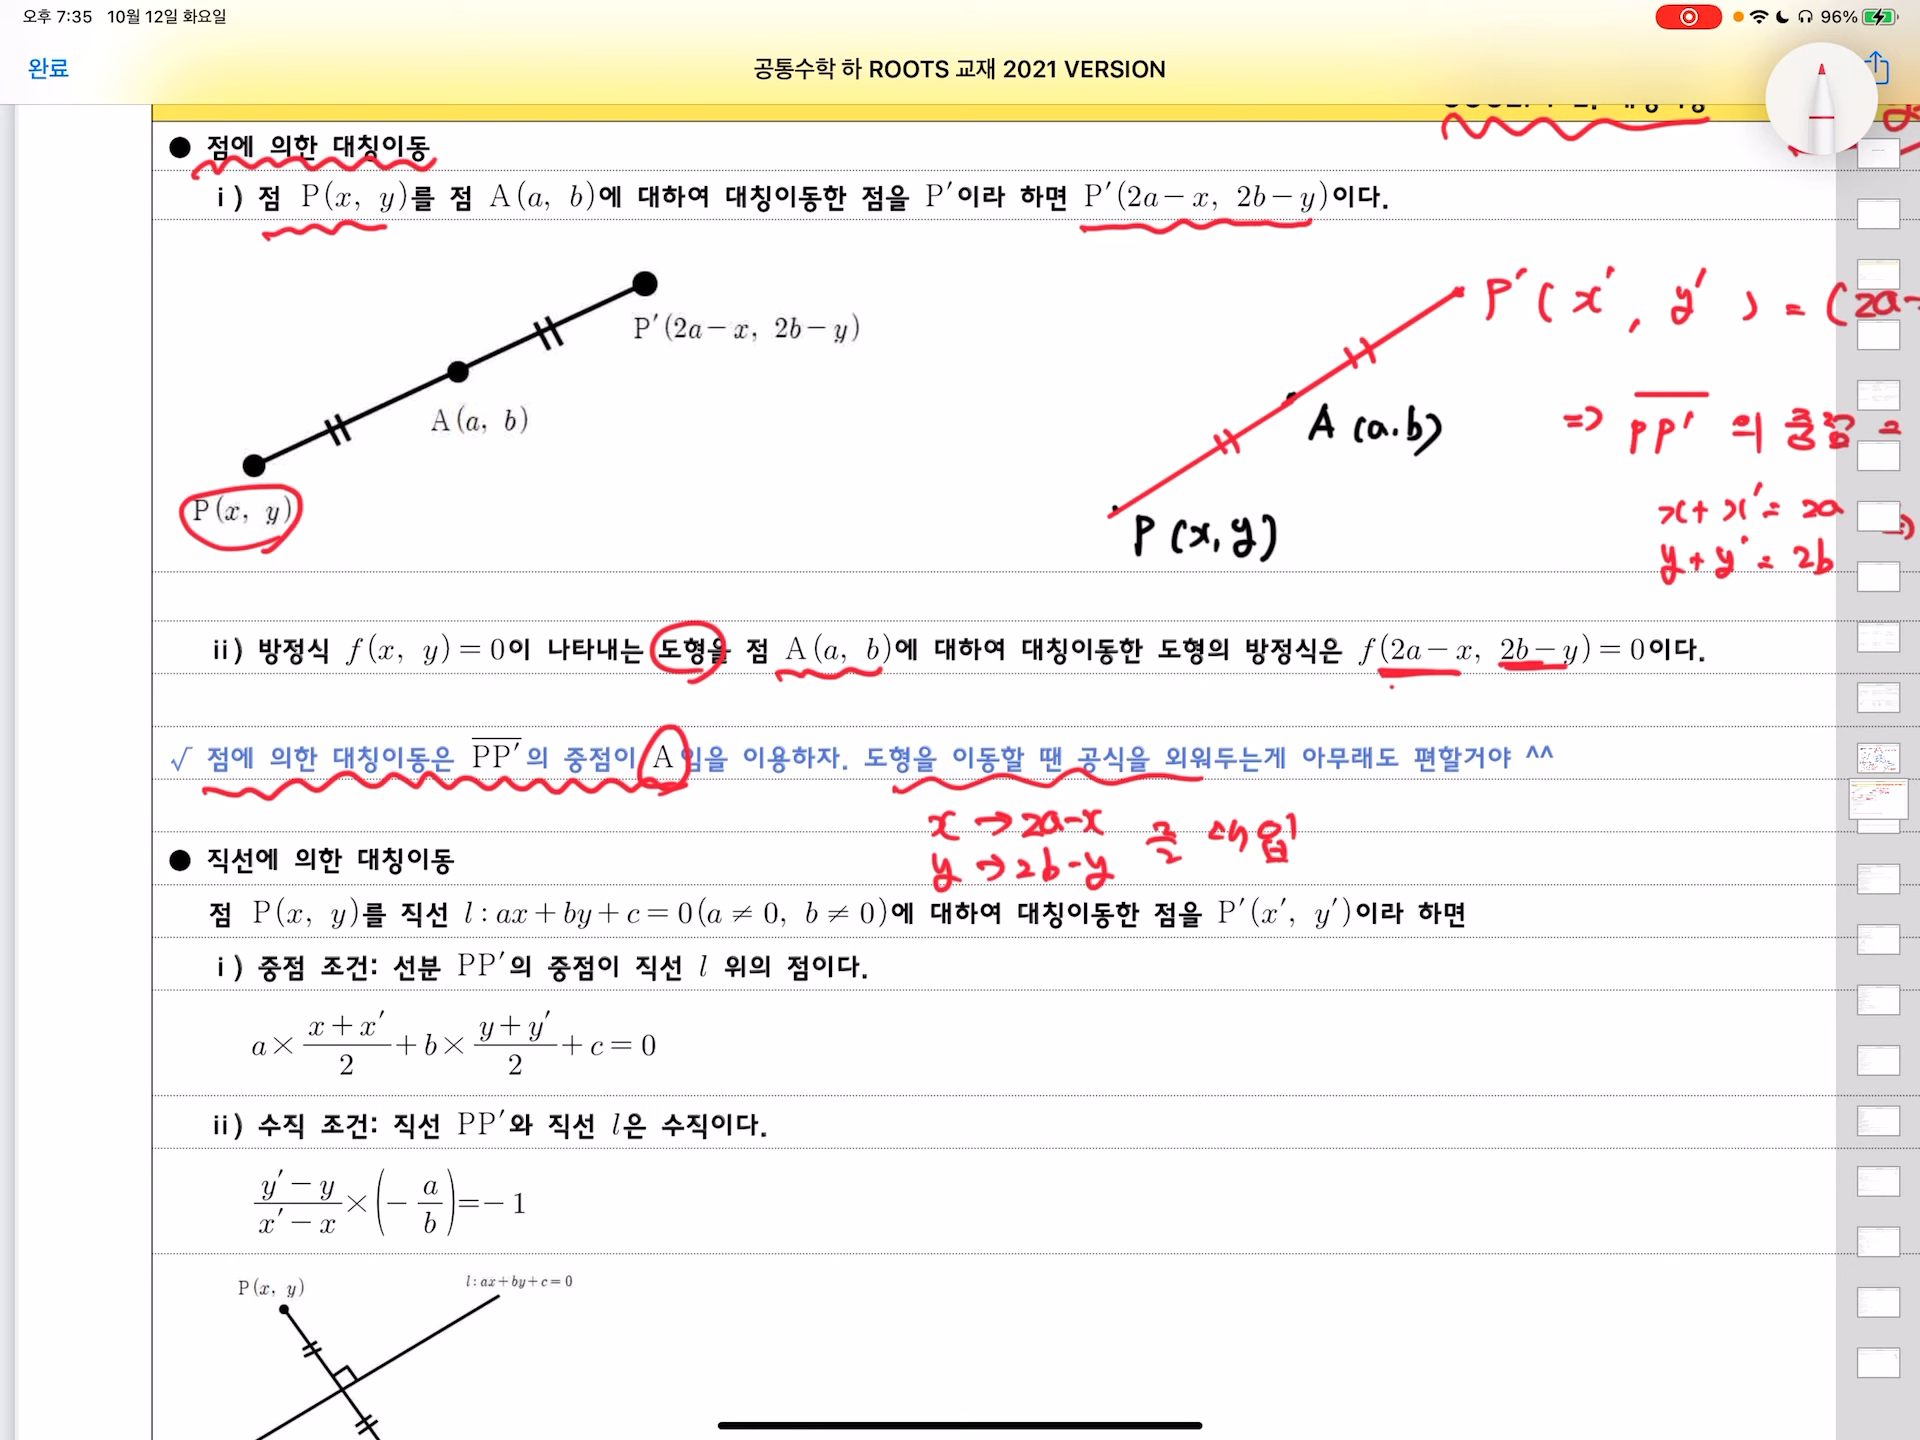 오후 7:35 10월 12일 화요일
96%
완료
공통수학 하 ROOTS 교재 2021 VERSION
● 점에 의한 대칭이동
i) 점 P(x, y)를 점 A(a, b)에 대하여 대칭이동한 점을 P′이라 하면 P′(2a−x, 2b−y)이다.
P′(2a−x, 2b−y)
A(a, b)
P(x, y)
P′(x′, y′) = (2a-
A(a.b)
P(x,y)
=> PP′ 의 중점 =
x+x′= 2a
y+y′= 2b
ii) 방정식 f(x, y)=0이 나타내는 도형을 점 A(a, b)에 대하여 대칭이동한 도형의 방정식은 f(2a−x, 2b−y)=0이다.
√ 점에 의한 대칭이동은 PP′의 중점이 A임을 이용하자. 도형을 이동할 땐 공식을 외워두는게 아무래도 편할거야 ^^
x → 2a-x
y → 2b-y
● 직선에 의한 대칭이동
점 P(x, y)를 직선 l:ax+by+c=0(a≠0, b≠0)에 대하여 대칭이동한 점을 P′(x′, y′)이라 하면
i) 중점 조건: 선분 PP′의 중점이 직선 l 위의 점이다.
a× (x+x′)/2 +b× (y+y′)/2 +c=0
ii) 수직 조건: 직선 PP′와 직선 l은 수직이다.
(y′−y)/(x′−x) ×(− a/b)=−1
P(x, y)
l:ax+by+c=0